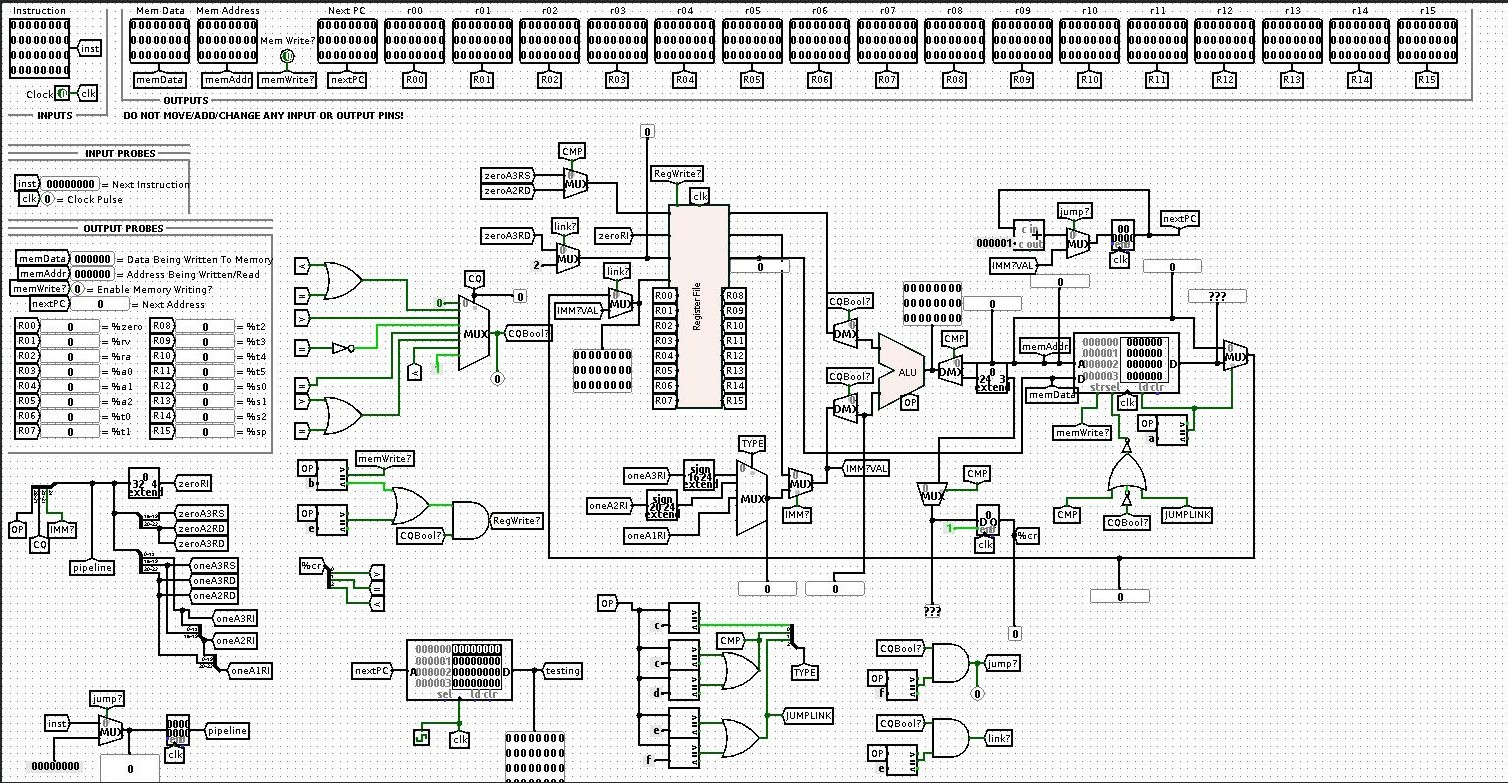 Instruction
Mem Data Mem Address Next PC r00 r01 r02 r03 r04 r05 r06 r07 r08 r09 r10 r11 r12 r13 r14 r15
Mem Write?
inst
memData memAddr memWrite? nextPC R00 R01 R02 R03 R04 R05 R06 R07 R08 R09 R10 R11 R12 R13 R14 R15
Clock clk
OUTPUTS
INPUTS DO NOT MOVE/ADD/CHANGE ANY INPUT OR OUTPUT PINS!
INPUT PROBES
inst 00000000 = Next Instruction
clk 0 = Clock Pulse
OUTPUT PROBES
memData 000000 = Data Being Written To Memory
memAddr 000000 = Address Being Written/Read
memWrite? 0 = Enable Memory Writing?
nextPC 0 = Next Address
R00 0 = %zero R08 0 = %t2
R01 0 = %rv R09 0 = %t3
R02 0 = %ra R10 0 = %t4
R03 0 = %a0 R11 0 = %t5
R04 0 = %a1 R12 0 = %s0
R05 0 = %a2 R13 0 = %s1
R06 0 = %t0 R14 0 = %s2
R07 0 = %t1 R15 0 = %sp
0
CMP
zeroA3RS
zeroA2RD
MUX
RegWrite?
clk
link?
zeroA3RD
MUX
2
zeroRI
link?
IMM?VAL
MUX
CQ
0
MUX
CQBool?
0
Register File
R00 R08
R01 R09
R02 R10
R03 R11
R04 R12
R05 R13
R06 R14
R07 R15
0
CQBool?
DMX
CQBool?
DMX
ALU
OP
CMP
DMX
0
24 3
extend
jump?
nextPC
c in
c out
000001
MUX
clk
IMM?VAL
0
0
???
memAddr
000000 000000
000001 000000
000002 000000
000003 000000
A D
str sel ld clr
memData
clk
memWrite?
OP
a
MUX
TYPE
oneA3RI
sign
16 24
extend
oneA2RI
sign
20 24
extend
oneA1RI
MUX
MUX
IMM?
IMM?VAL
0
0
MUX
CMP
D Q
clk
%cr
???
0
CMP
CQBool?
JUMPLINK
0
32 4
extend
zeroRI
OP
CQ
IMM?
pipeline
zeroA3RS
zeroA2RD
zeroA3RD
oneA3RS
oneA3RD
oneA2RD
oneA3RI
oneA2RI
oneA1RI
OP
b
memWrite?
OP
e
CQBool?
RegWrite?
%cr
>
=
<
nextPC
000000 00000000
000001 00000000
000002 00000000
000003 00000000
A D
sel ld clr
testing
clk
jump?
inst
MUX
00000000
0
clk
pipeline
OP
c
c
d
e
f
CMP
TYPE
JUMPLINK
CQBool?
OP
f
jump?
0
CQBool?
OP
e
link?